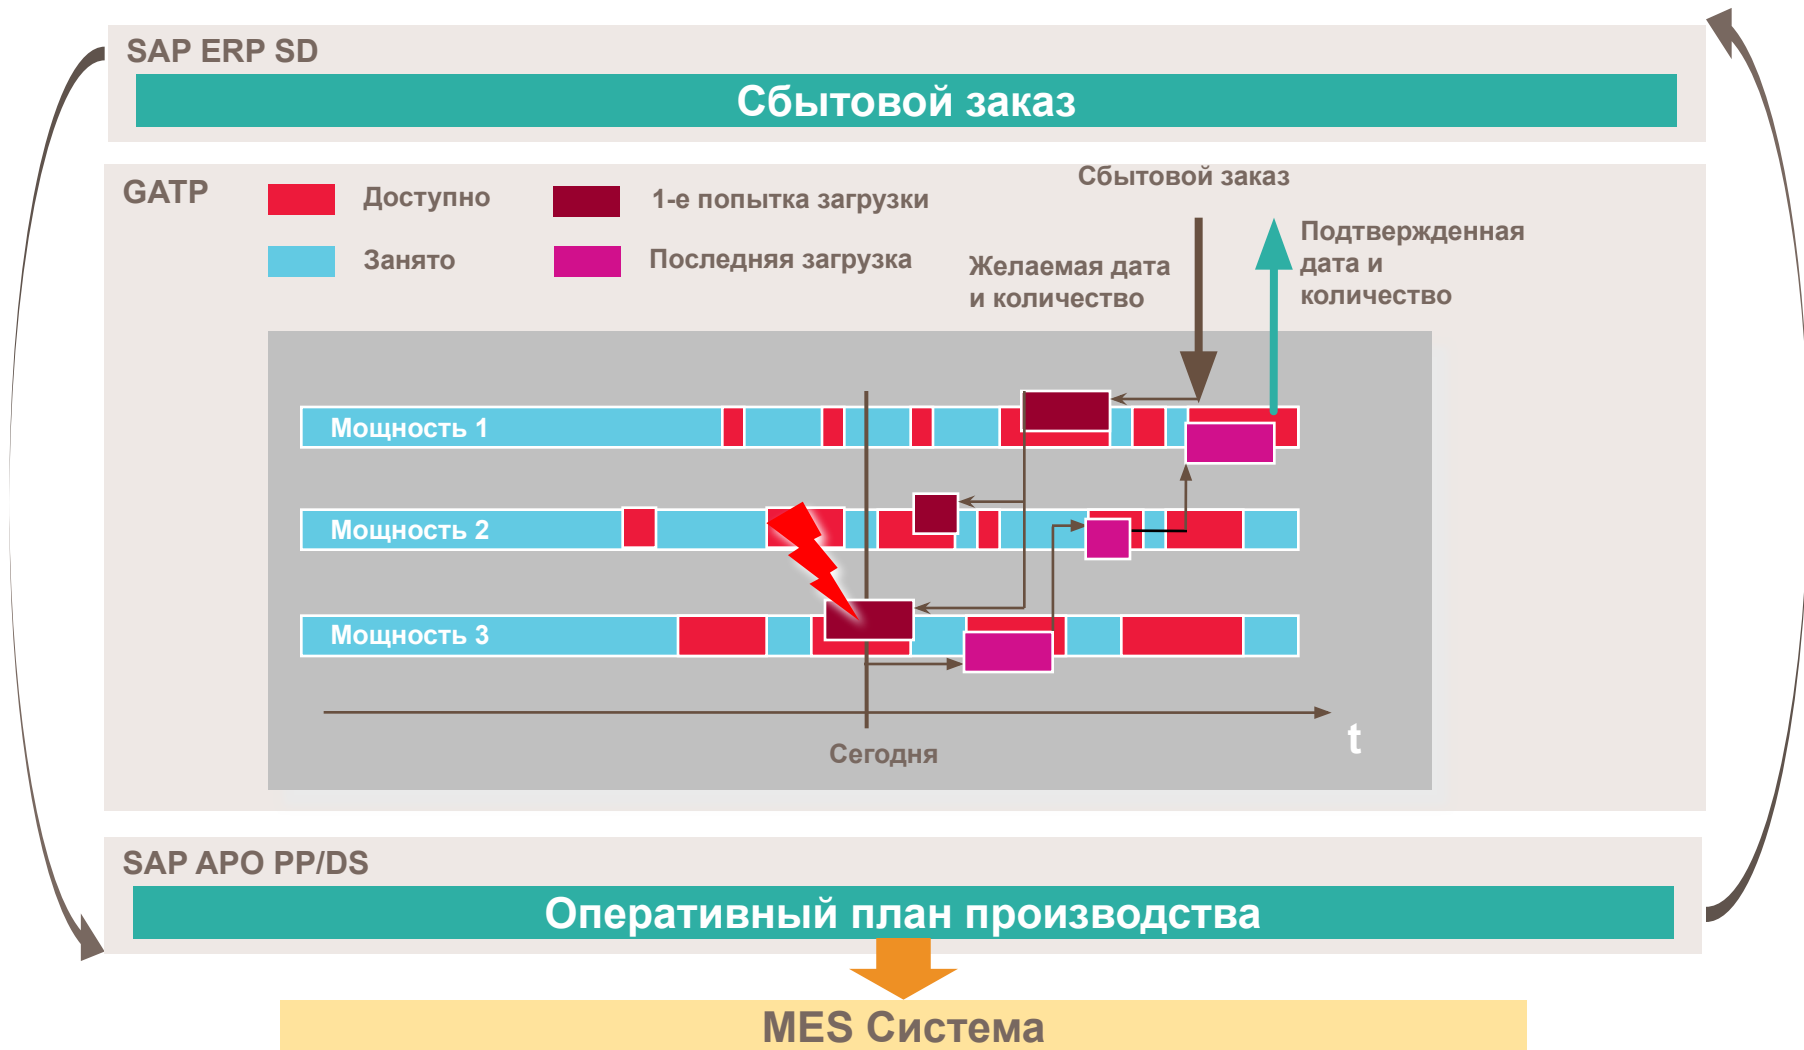 SAP ERP SD
Сбытовой заказ
GATP
Доступно
1-е попытка загрузки
Занято
Последняя загрузка
Сбытовой заказ
Желаемая дата
и количество
Подтвержденная
дата и
количество
Мощность 1
Мощность 2
Мощность 3
t
Сегодня
SAP APO PP/DS
Оперативный план производства
MES Система